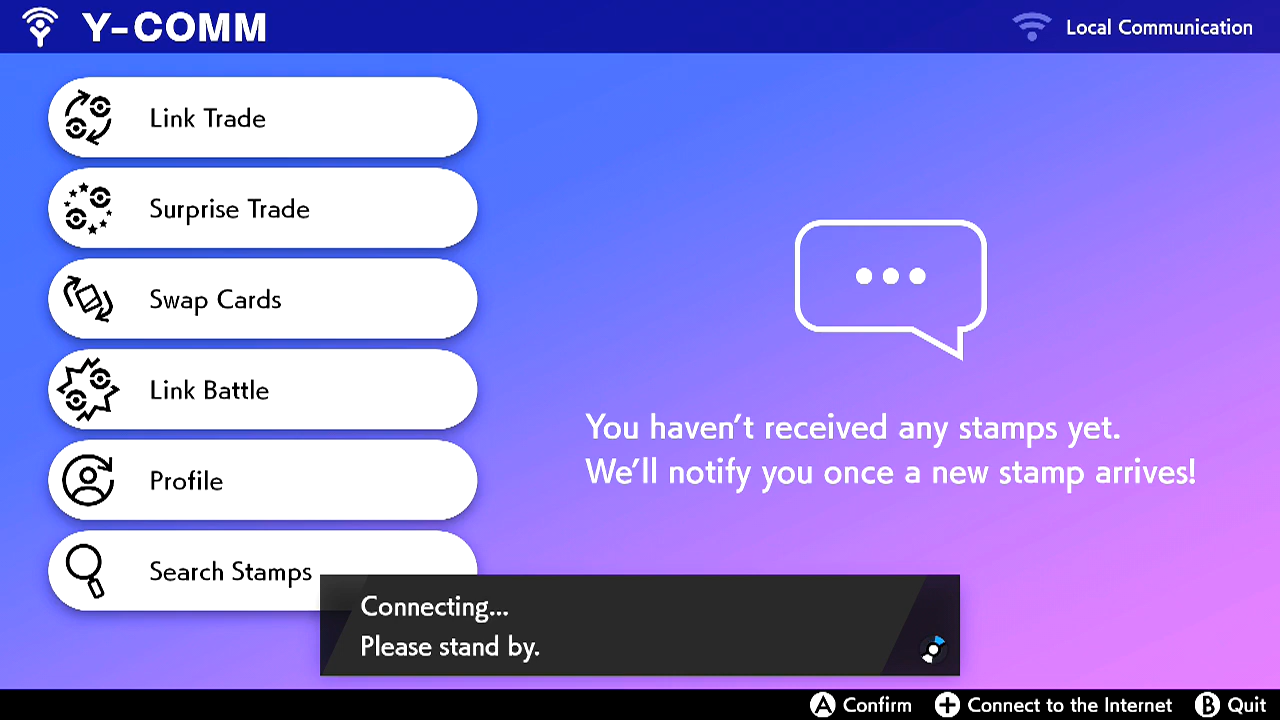 Y-COMM
Local Communication
Link Trade
Surprise Trade
Swap Cards
Link Battle
Profile
Search Stamps
You haven't received any stamps yet.
We'll notify you once a new stamp arrives!
Connecting...
Please stand by.
A Confirm + Connect to the Internet B Quit